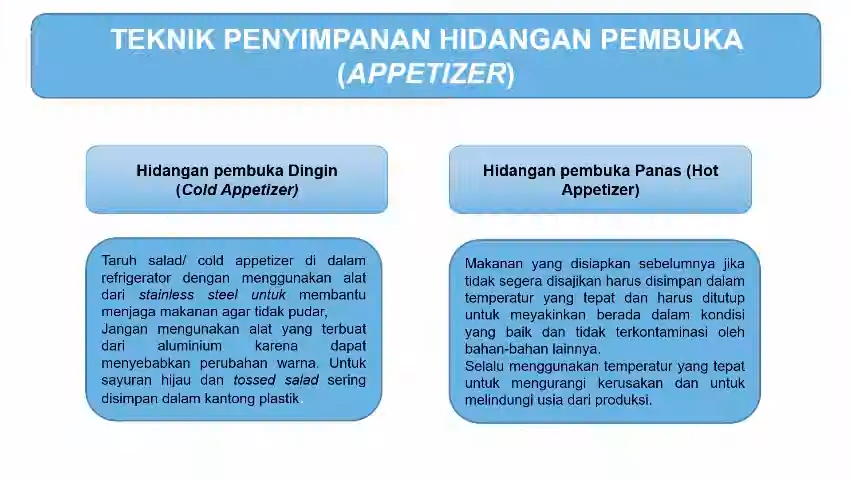 TEKNIK PENYIMPANAN HIDANGAN PEMBUKA
(APPETIZER)
Hidangan pembuka Dingin
(Cold Appetizer)
Taruh salad/ cold appetizer di dalam
refrigerator dengan menggunakan alat
dari stainless steel untuk membantu
menjaga makanan agar tidak pudar,
Jangan mengunakan alat yang terbuat
dari aluminium karena dapat
menyebabkan perubahan warna. Untuk
sayuran hijau dan tossed salad sering
disimpan dalam kantong plastik.
Hidangan pembuka Panas (Hot
Appetizer)
Makanan yang disiapkan sebelumnya jika
tidak segera disajikan harus disimpan dalam
temperatur yang tepat dan harus ditutup
untuk meyakinkan berada dalam kondisi
yang baik dan tidak terkontaminasi oleh
bahan-bahan lainnya.
Selalu menggunakan temperatur yang tepat
untuk mengurangi kerusakan dan untuk
melindungi usia dari produksi.